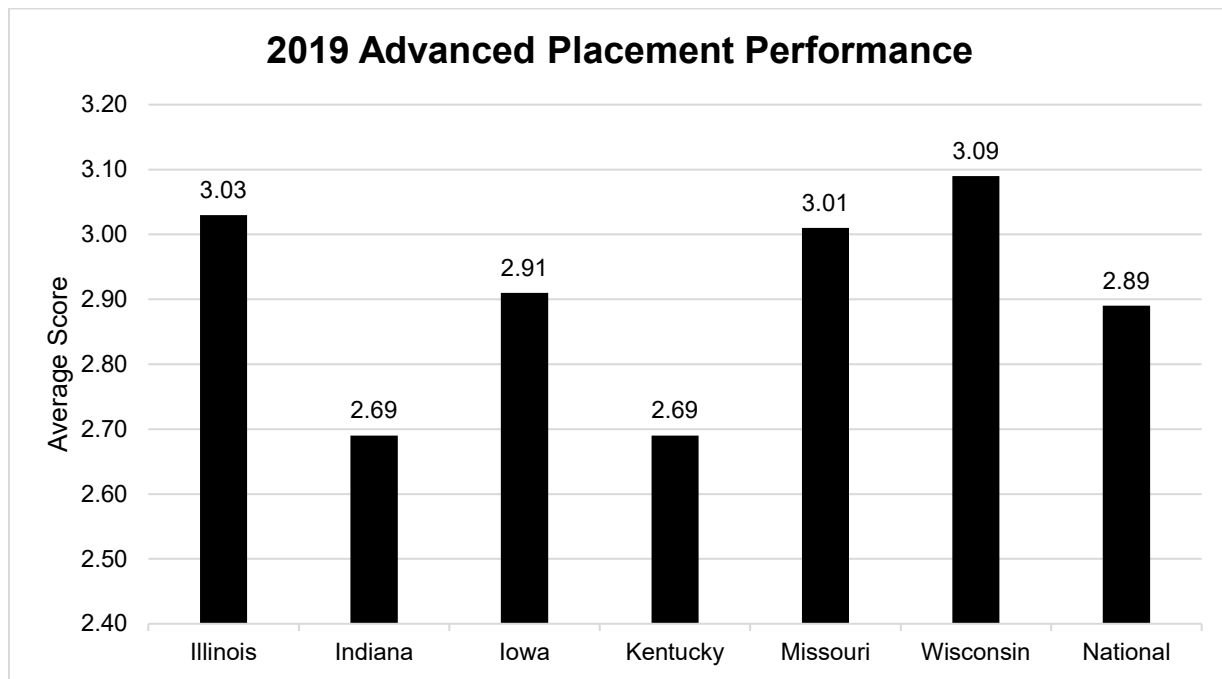 2019 Advanced Placement Performance
Average Score
3.20
3.10
3.00
2.90
2.80
2.70
2.60
2.50
2.40
3.03
2.69
2.91
2.69
3.01
3.09
2.89
Illinois
Indiana
Iowa
Kentucky
Missouri
Wisconsin
National